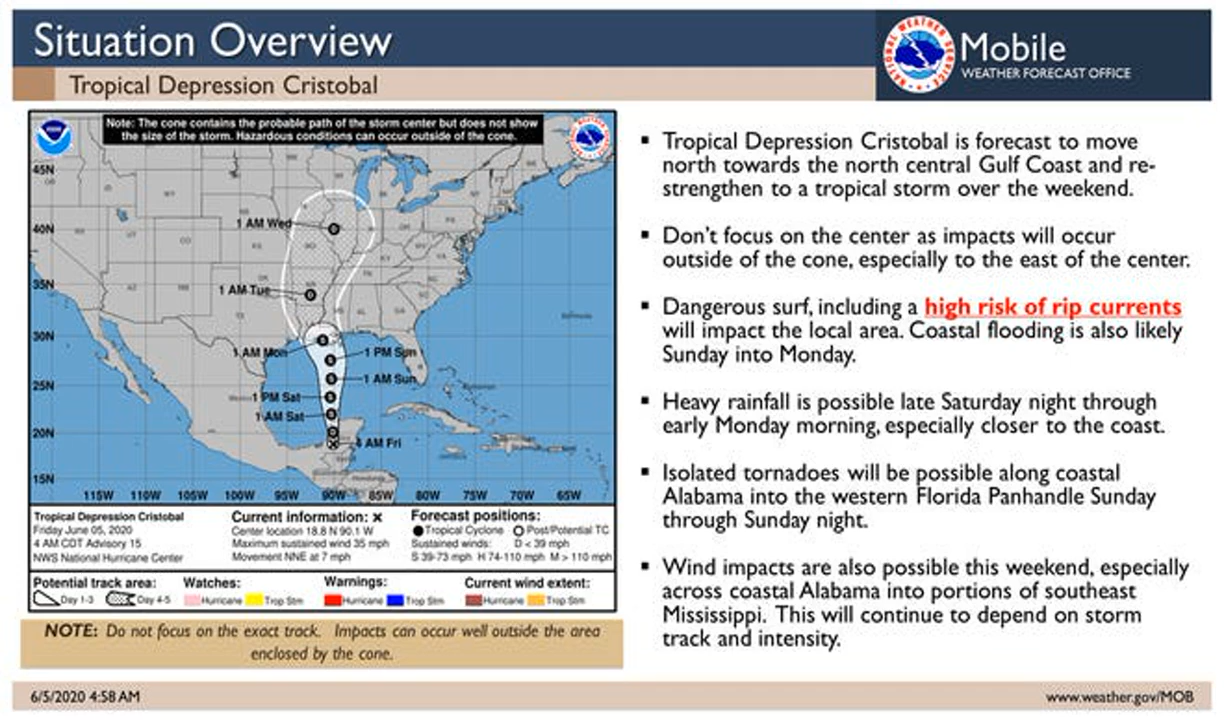 Situation Overview
Mobile
WEATHER FORECAST OFFICE
NATIONAL WEATHER SERVICE
Tropical Depression Cristobal
Note: The cone contains the probable path of the storm center but does not show
the size of the storm. Hazardous conditions can occur outside of the cone.
45N
40N
35N
30N
25N
20N
15N
1 AM Wed
1 AM Tue
1 AM Mon
1 PM Sun
1 AM Sun
1 PM Sat
1 AM Sat
4 AM Fri
Bermuda
Mexico
115W 110W 105W 100W 95W 90W 85W 80W 75W 70W 65W
Tropical Depression Cristobal
Friday June 05, 2020
4 AM CDT Advisory 15
NWS National Hurricane Center
Current information: x
Center location 18.8 N 90.1 W
Maximum sustained wind 35 mph
Movement NNE at 7 mph
Forecast positions:
Tropical Cyclone Post/Potential TC
Sustained winds: D < 39 mph
S 39-73 mph H 74-110 mph M > 110 mph
Potential track area:
Day 1-3 Day 4-5
Watches:
Hurricane Trop Stm
Warnings:
Hurricane Trop Stm
Current wind extent:
Hurricane Trop Stm
NOTE: Do not focus on the exact track. Impacts can occur well outside the area
enclosed by the cone.
▪ Tropical Depression Cristobal is forecast to move
north towards the north central Gulf Coast and re-
strengthen to a tropical storm over the weekend.
▪ Don't focus on the center as impacts will occur
outside of the cone, especially to the east of the center.
▪ Dangerous surf, including a high risk of rip currents
will impact the local area. Coastal flooding is also likely
Sunday into Monday.
▪ Heavy rainfall is possible late Saturday night through
early Monday morning, especially closer to the coast.
▪ Isolated tornadoes will be possible along coastal
Alabama into the western Florida Panhandle Sunday
through Sunday night.
▪ Wind impacts are also possible this weekend, especially
across coastal Alabama into portions of southeast
Mississippi. This will continue to depend on storm
track and intensity.
6/5/2020 4:58 AM
www.weather.gov/MOB